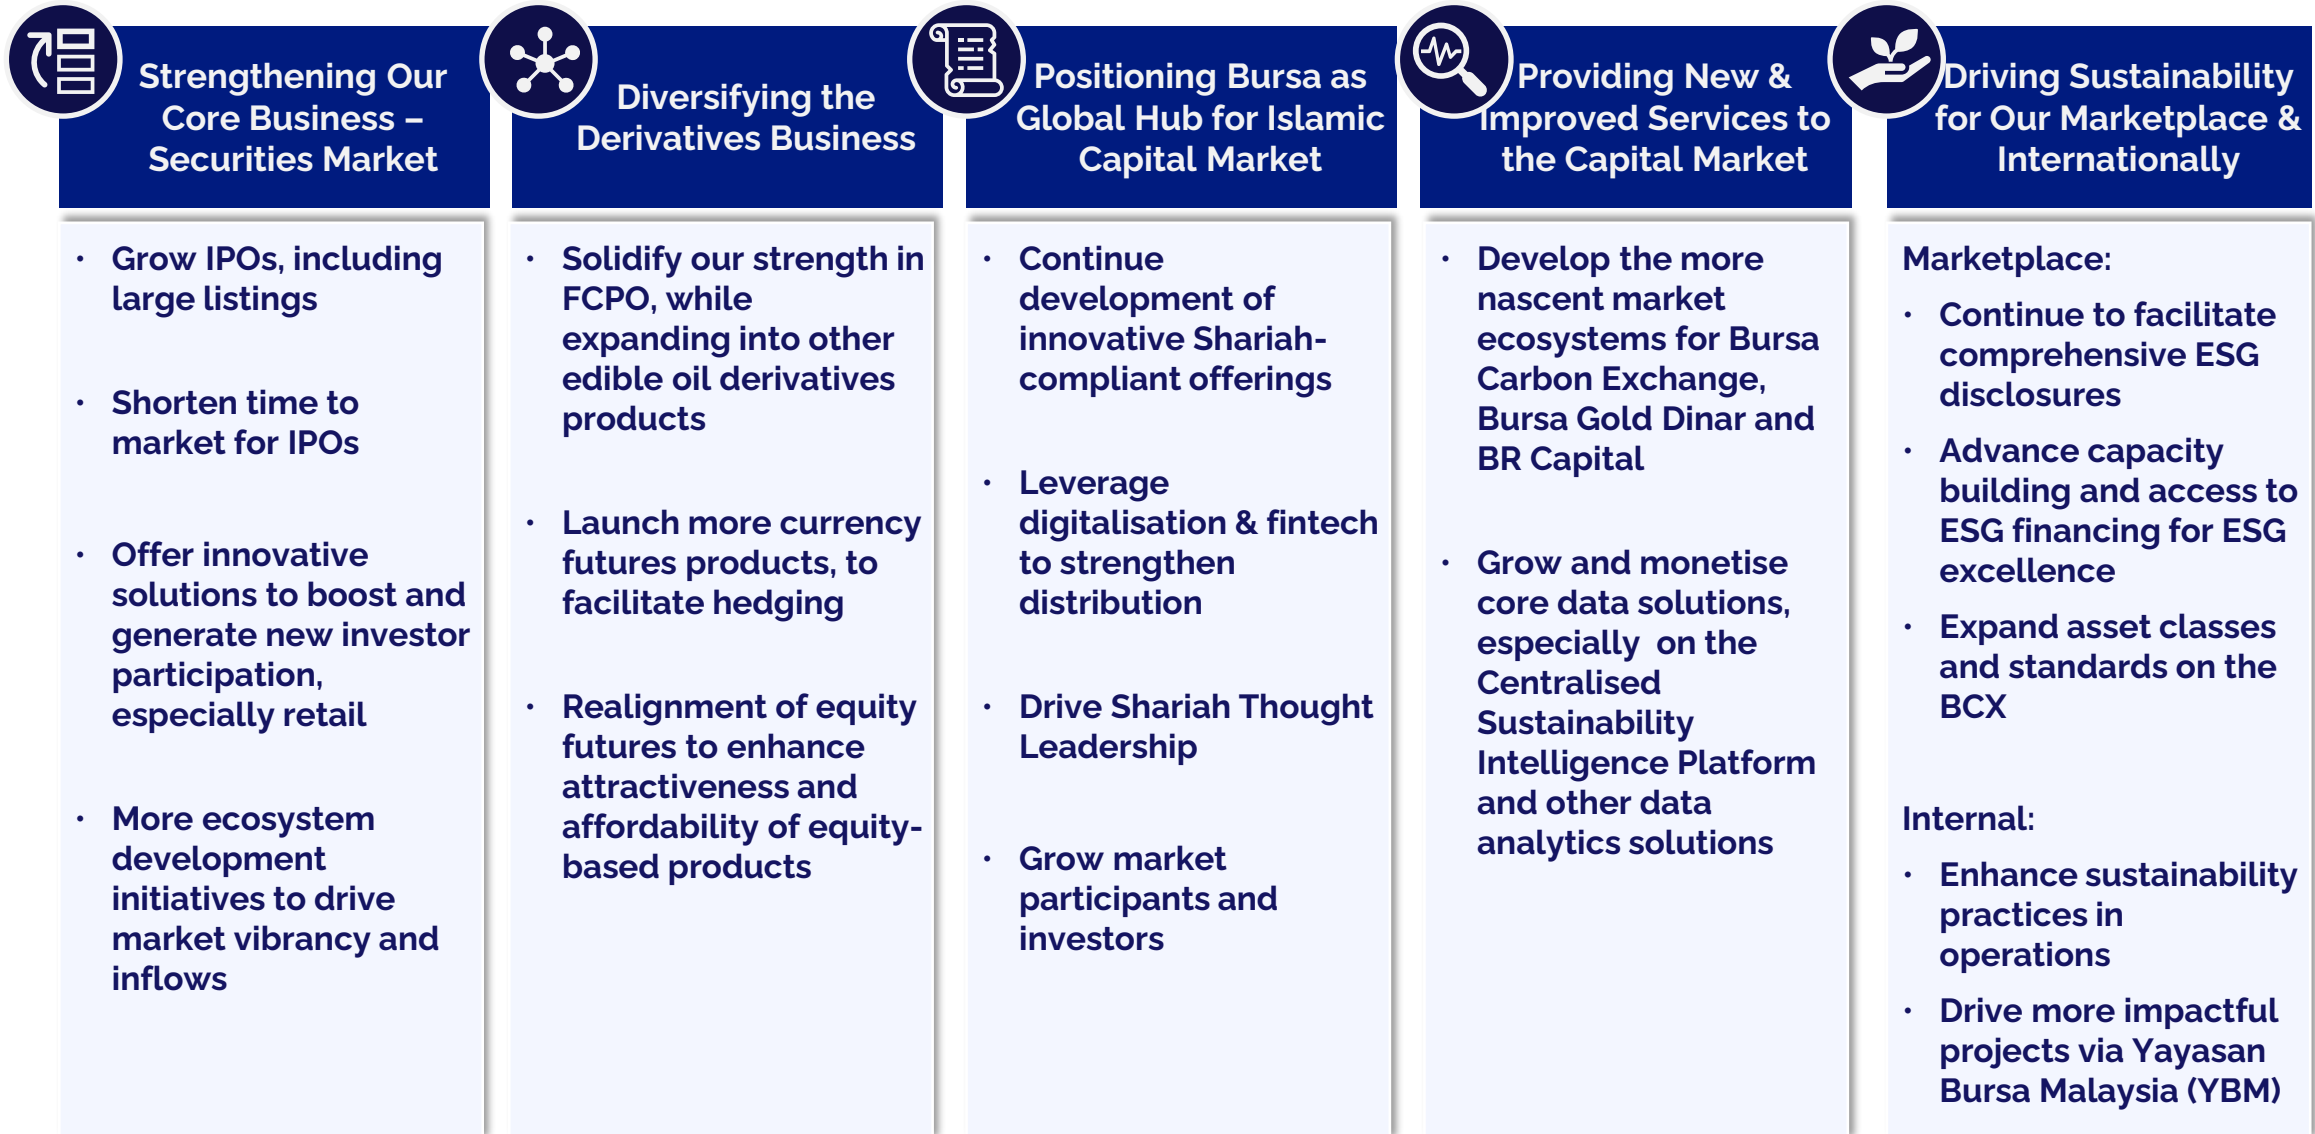 Strengthening Our
Core Business –
Securities Market
• Grow IPOs, including
large listings
• Shorten time to
market for IPOs
• Offer innovative
solutions to boost and
generate new investor
participation,
especially retail
• More ecosystem
development
initiatives to drive
market vibrancy and
inflows
Diversifying the
Derivatives Business
• Solidify our strength in
FCPO, while
expanding into other
edible oil derivatives
products
• Launch more currency
futures products, to
facilitate hedging
• Realignment of equity
futures to enhance
attractiveness and
affordability of equity-
based products
Positioning Bursa as
Global Hub for Islamic
Capital Market
• Continue
development of
innovative Shariah-
compliant offerings
• Leverage
digitalisation & fintech
to strengthen
distribution
• Drive Shariah Thought
Leadership
• Grow market
participants and
investors
Providing New &
Improved Services to
the Capital Market
• Develop the more
nascent market
ecosystems for Bursa
Carbon Exchange,
Bursa Gold Dinar and
BR Capital
• Grow and monetise
core data solutions,
especially on the
Centralised
Sustainability
Intelligence Platform
and other data
analytics solutions
Driving Sustainability
for Our Marketplace &
Internationally
Marketplace:
• Continue to facilitate
comprehensive ESG
disclosures
• Advance capacity
building and access to
ESG financing for ESG
excellence
• Expand asset classes
and standards on the
BCX
Internal:
• Enhance sustainability
practices in
operations
• Drive more impactful
projects via Yayasan
Bursa Malaysia (YBM)